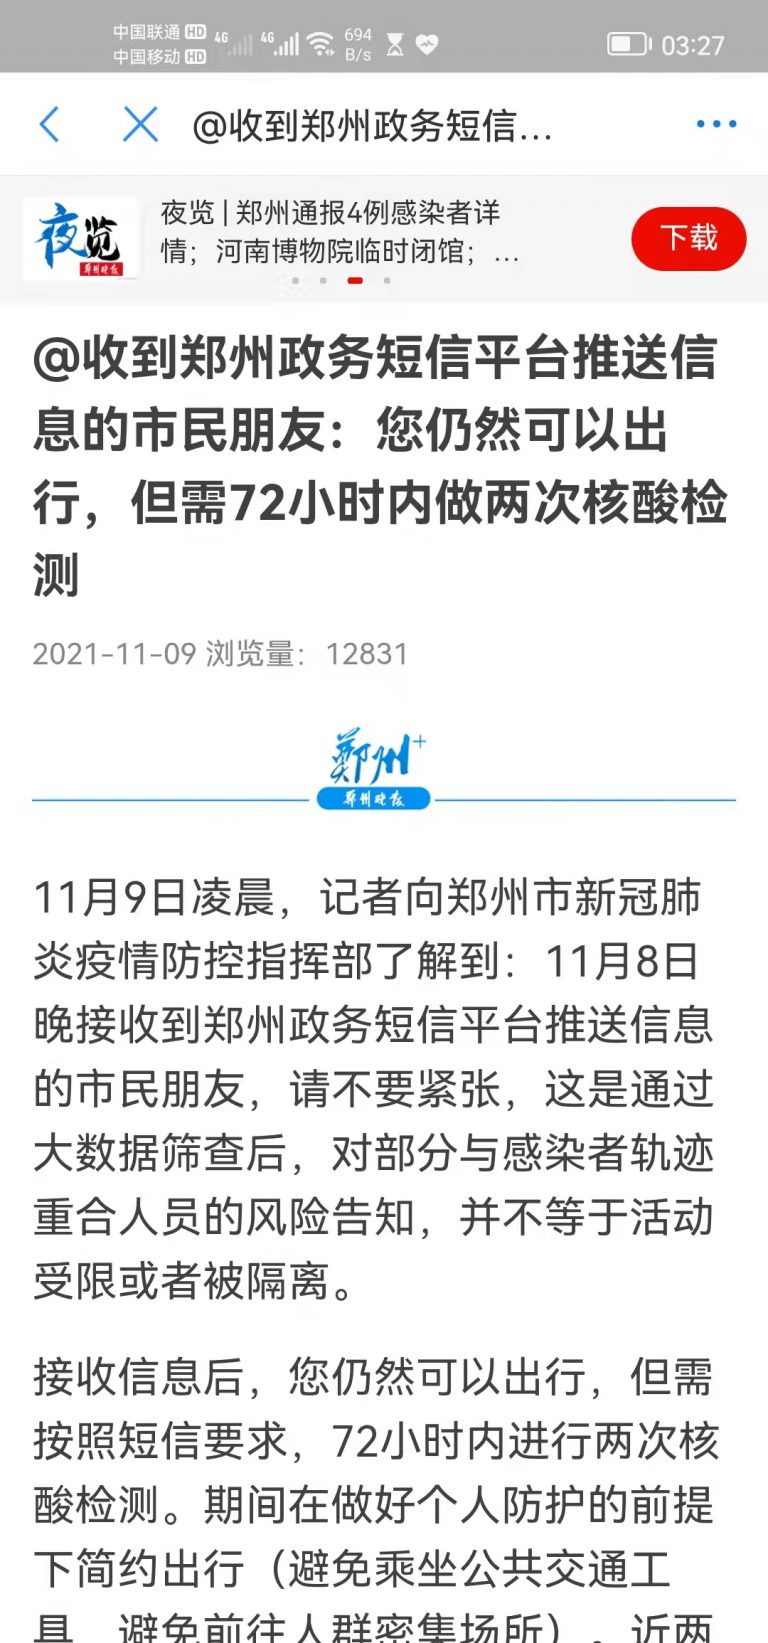 中国联通 HD 4G 4G 694
中国移动 HD B/s 03:27
@收到郑州政务短信...
夜览 | 郑州通报4例感染者详
情；河南博物院临时闭馆；...
夜览
郑州晚报
下载
@收到郑州政务短信平台推送信
息的市民朋友：您仍然可以出
行，但需72小时内做两次核酸检
测
2021-11-09 浏览量：12831
郑州+
郑州晚报
11月9日凌晨，记者向郑州市新冠肺
炎疫情防控指挥部了解到：11月8日
晚接收到郑州政务短信平台推送信息
的市民朋友，请不要紧张，这是通过
大数据筛查后，对部分与感染者轨迹
重合人员的风险告知，并不等于活动
受限或者被隔离。
接收信息后，您仍然可以出行，但需
按照短信要求，72小时内进行两次核
酸检测。期间在做好个人防护的前提
下简约出行（避免乘坐公共交通工
具、避免前往人群密集场所）。近两